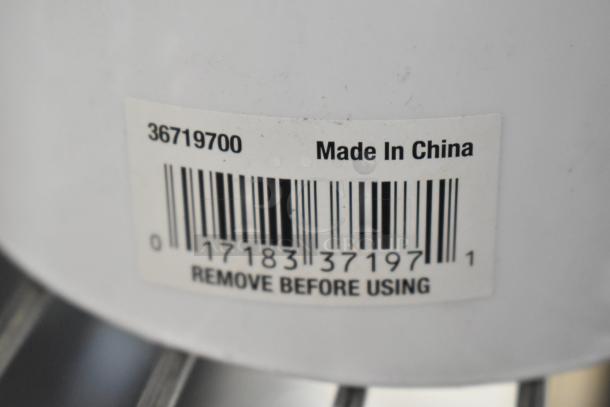 36719700 Made In China
0 17183 37197 1
REMOVE BEFORE USING